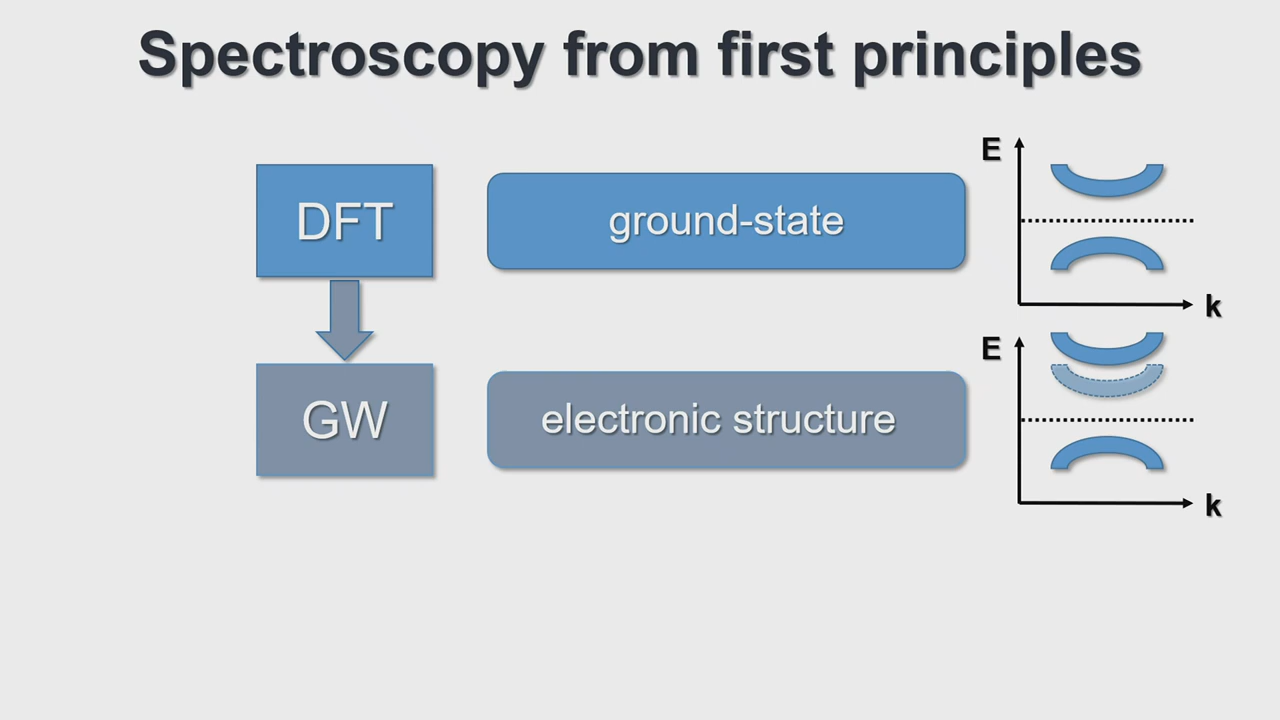 Spectroscopy from first principles
DFT
ground-state
E
k
GW
electronic structure
E
k